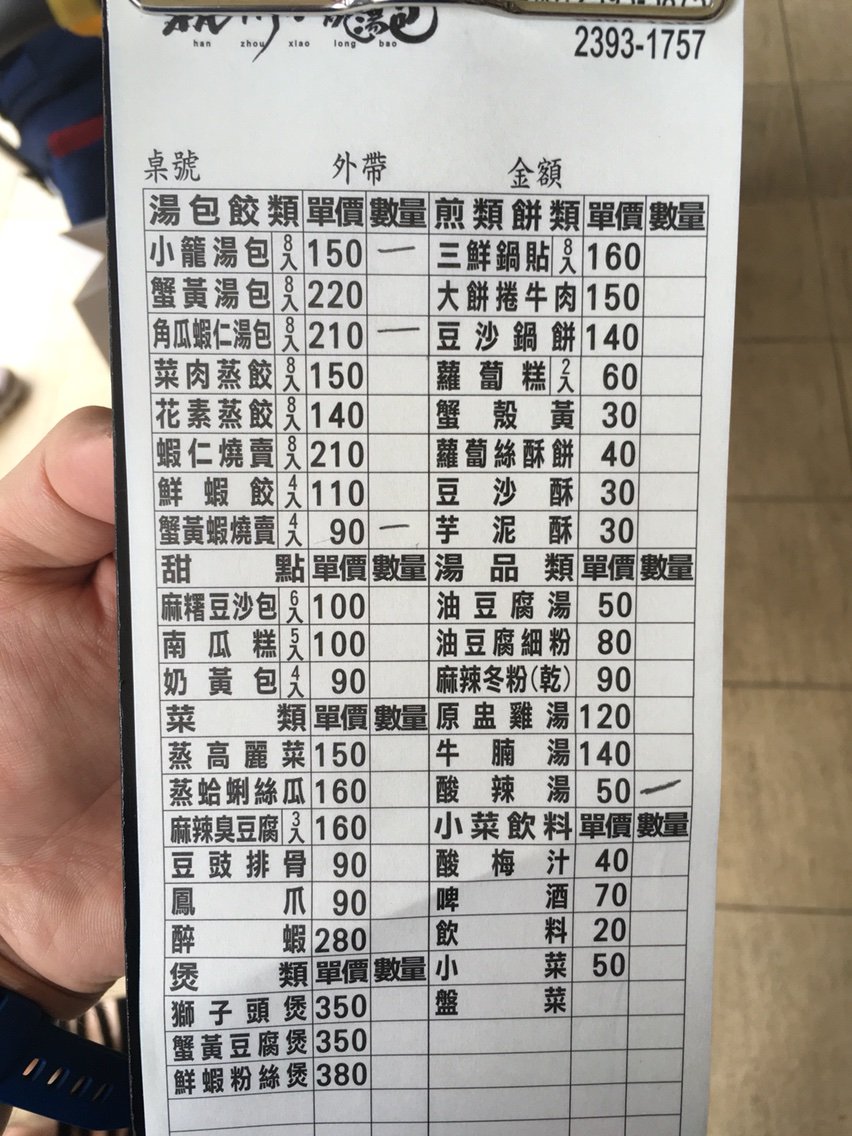 han zhou xiao long bao
2393-1757
桌號 外帶 金額
湯包餃類 單價 數量 煎類餅類 單價 數量
小籠湯包 8入 150 一 三鮮鍋貼 8入 160
蟹黃湯包 8入 220 大餅捲牛肉 150
角瓜蝦仁湯包 8入 210 一 豆沙鍋餅 140
菜肉蒸餃 8入 150 蘿蔔糕 2入 60
花素蒸餃 8入 140 蟹殼黃 30
蝦仁燒賣 8入 210 蘿蔔絲酥餅 40
鮮蝦餃 4入 110 豆沙酥 30
蟹黃蝦燒賣 4入 90 一 芋泥酥 30
甜點 單價 數量 湯品類 單價 數量
麻糬豆沙包 6入 100 油豆腐湯 50
南瓜糕 5入 100 油豆腐細粉 80
奶黃包 4入 90 麻辣冬粉(乾) 90
菜類 單價 數量 原盅雞湯 120
蒸高麗菜 150 牛腩湯 140
蒸蛤蜊絲瓜 160 酸辣湯 50 一
麻辣臭豆腐 3入 160 小菜飲料 單價 數量
豆豉排骨 90 酸梅汁 40
鳳爪 90 啤酒 70
醉蝦 280 飲料 20
煲類 單價 數量 小菜 50
獅子頭煲 350 盤菜
蟹黃豆腐煲 350
鮮蝦粉絲煲 380